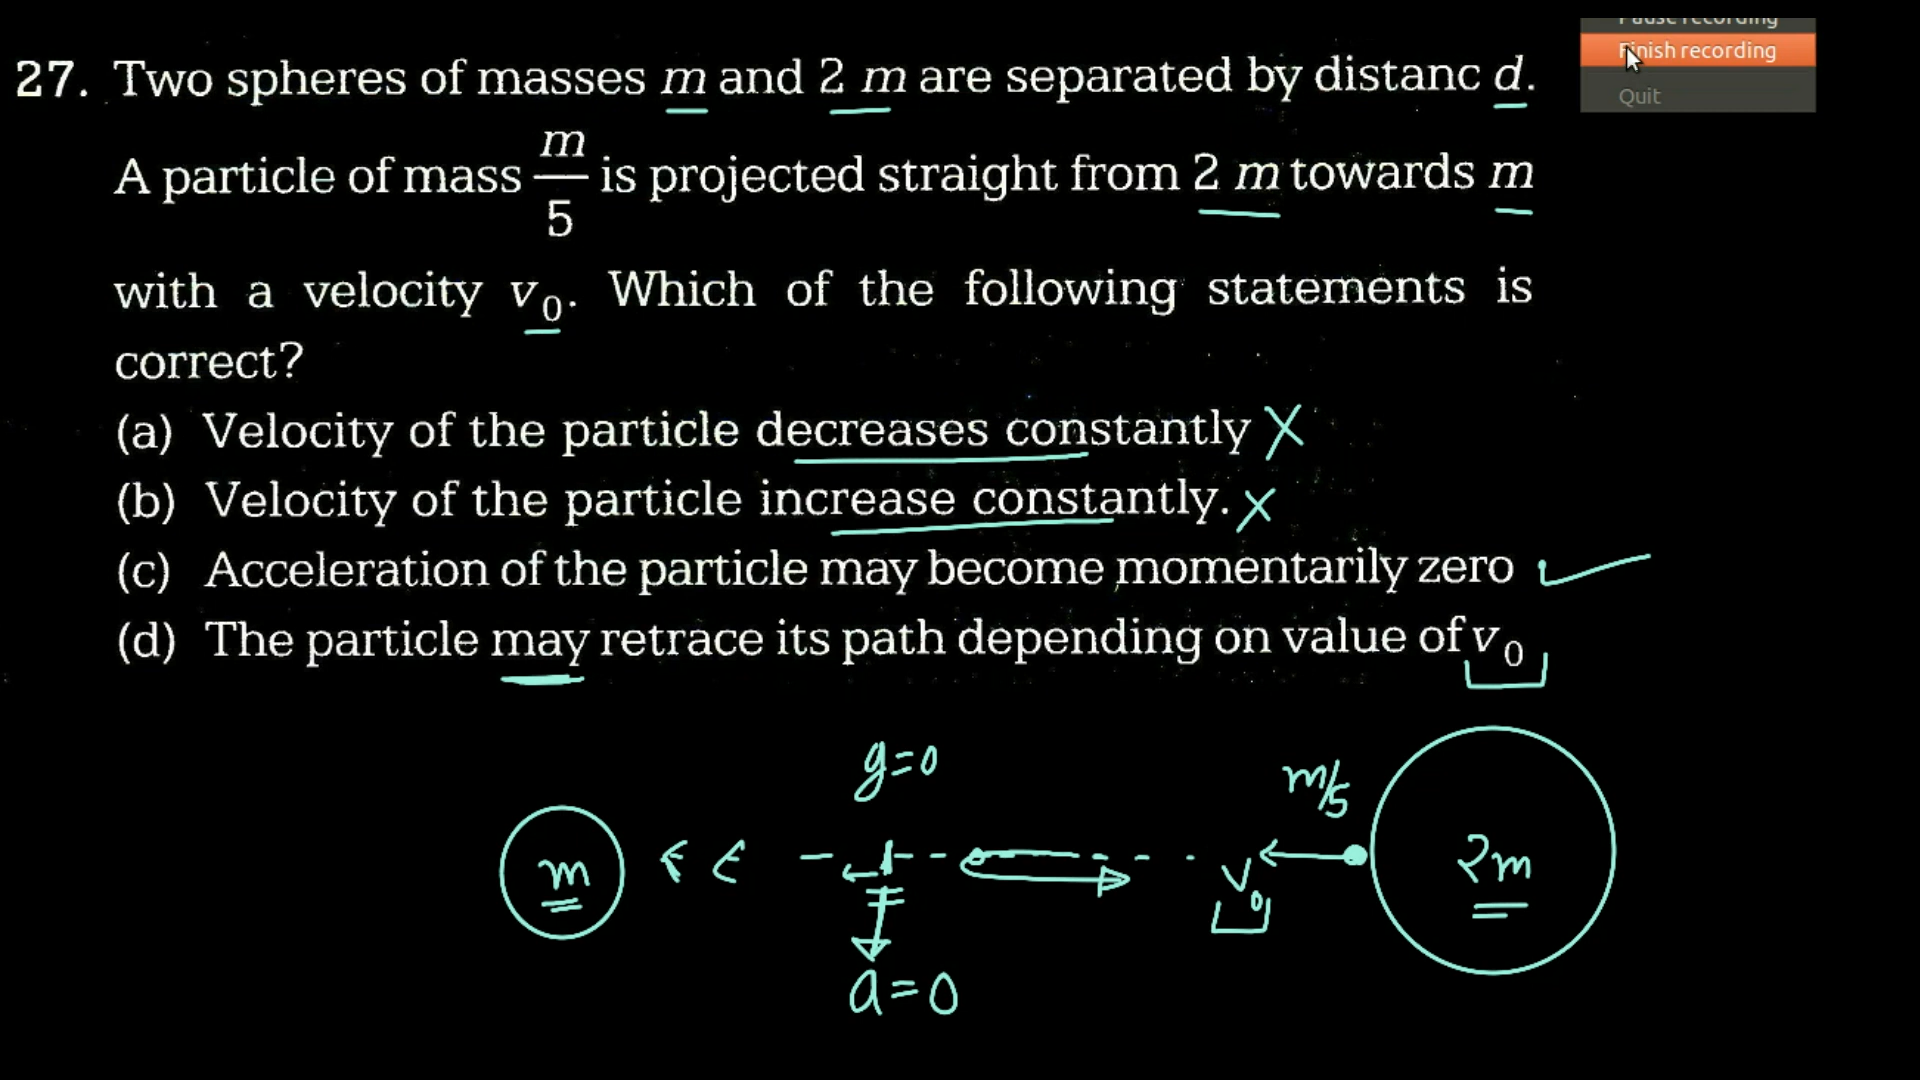 Pause recording
Finish recording
Quit
27. Two spheres of masses m and 2 m are separated by distanc d.
A particle of mass m/5 is projected straight from 2 m towards m
with a velocity v₀. Which of the following statements is
correct?
(a) Velocity of the particle decreases constantly X
(b) Velocity of the particle increase constantly. X
(c) Acceleration of the particle may become momentarily zero ✓
(d) The particle may retrace its path depending on value of v₀
g=0
m/5
m
V₀
2m
a=0